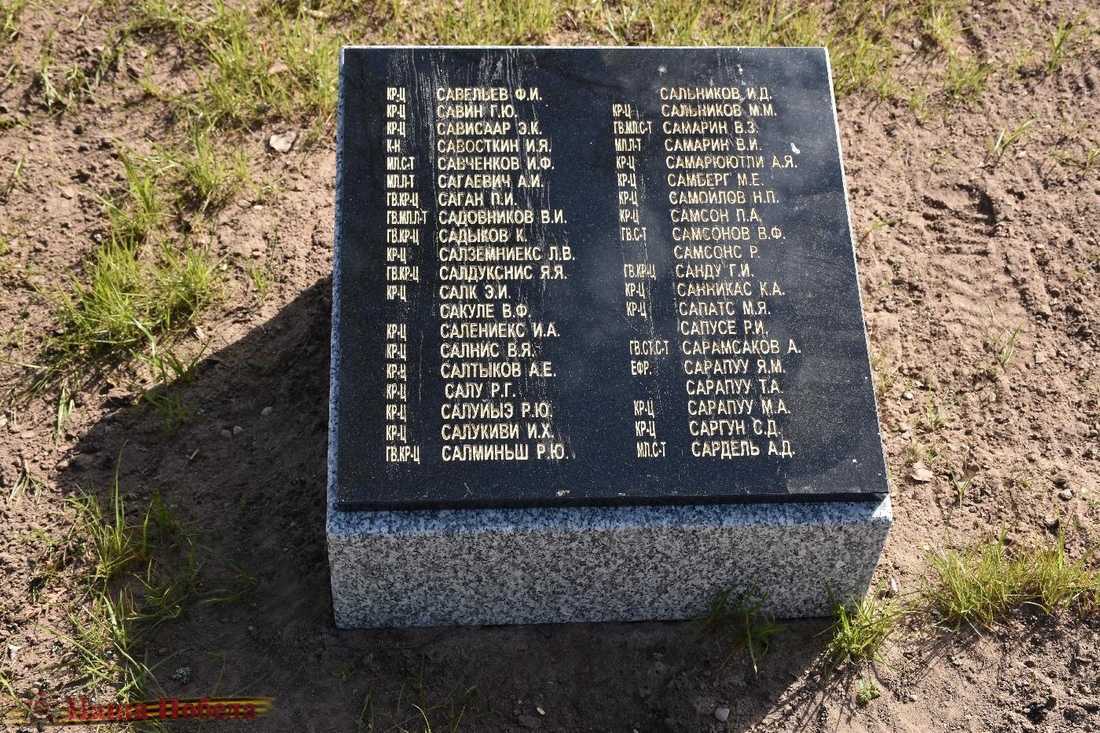 КР-Ц САВЕЛЬЕВ Ф.И.
КР-Ц САВИН Г.Ю.
КР-Ц САВИСААР Э.К.
К-Н САВОСТКИН И.Я.
МЛ.С-Т САВЧЕНКОВ И.Ф.
МЛ.Л-Т САГАЕВИЧ А.И.
ГВ.КР-Ц САГАН П.И.
ГВ.МЛ.Л-Т САДОВНИКОВ В.И.
ГВ.КР-Ц САДЫКОВ К.
КР-Ц САЛЗЕМНИЕКС Л.В.
ГВ.КР-Ц САЛДУКСНИС Я.Я.
КР-Ц САЛК Э.И.
САКУЛЕ В.Ф.
КР-Ц САЛЕНИЕКС И.А.
КР-Ц САЛНИС В.Я.
КР-Ц САЛТЫКОВ А.Е.
КР-Ц САЛУ Р.Г.
КР-Ц САЛУЙЫЭ Р.Ю.
КР-Ц САЛУКИВИ И.Х.
ГВ.КР-Ц САЛМИНЬШ Р.Ю.
САЛЬНИКОВ И.Д.
КР-Ц САЛЬНИКОВ М.М.
ГВ.МЛ.С-Т САМАРИН В.З.
МЛ.Л-Т САМАРИН В.И.
КР-Ц САМАРЮЮТЛИ А.Я.
КР-Ц САМБЕРГ М.Е.
КР-Ц САМОИЛОВ Н.П.
КР-Ц САМСОН П.А.
ГВ.С-Т САМСОНОВ В.Ф.
САМСОНС Р.
ГВ.КР-Ц САНДУ Г.И.
КР-Ц САННИКАС К.А.
КР-Ц САПАТС М.Я.
САПУСЕ Р.И.
ГВ.СТ.С-Т САРАМСАКОВ А.
ЕФР. САРАПУУ Я.М.
САРАПУУ Т.А.
КР-Ц САРАПУУ М.А.
КР-Ц САРГУН С.Д.
МЛ.С-Т САРДЕЛЬ А.Д.
Наша Победа